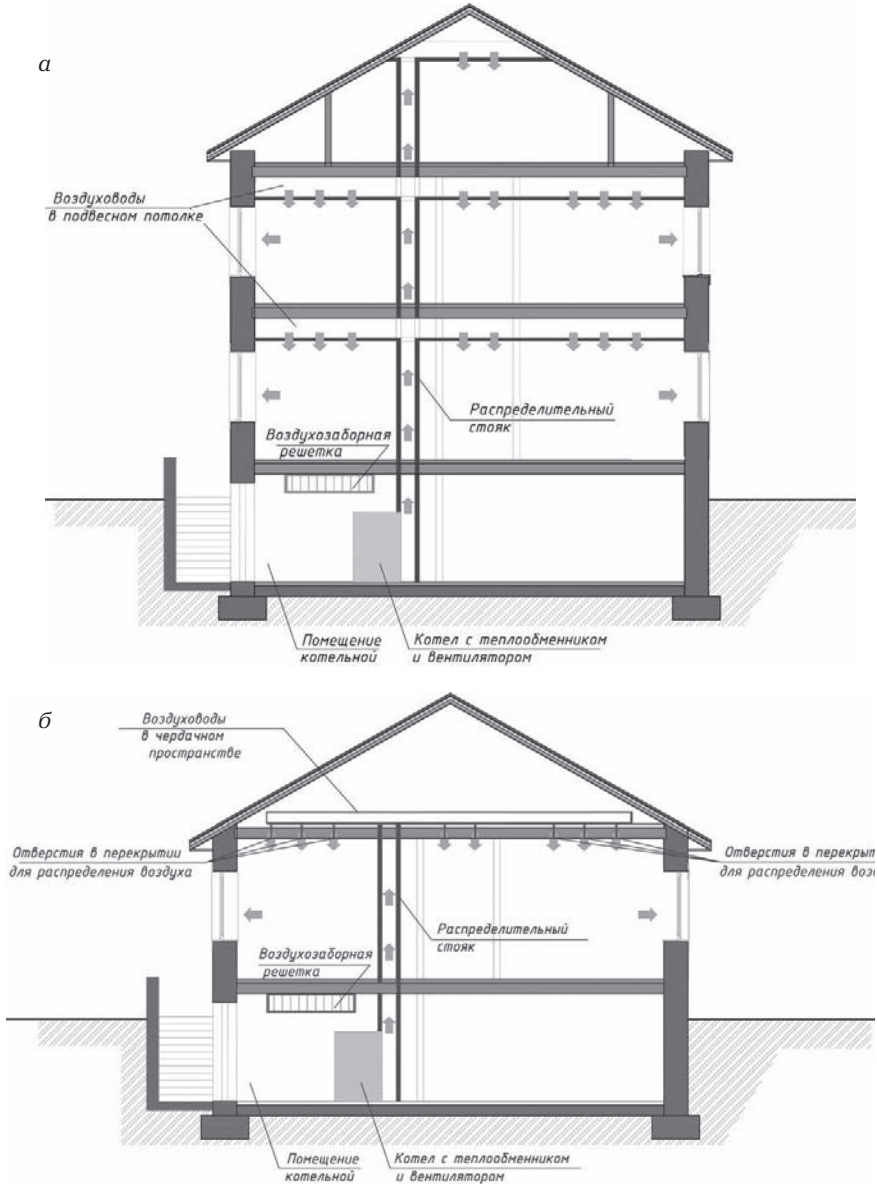 а
Воздуховоды
в подвесном потолке
Распределительный
стояк
Воздухозаборная
решетка
Помещение
котельной
Котел с теплообменником
и вентилятором
б
Воздуховоды
в чердачном
пространстве
Отверстия в перекрытии
для распределения воздуха
Отверстия в перекрыт
для распределения возд
Распределительный
стояк
Воздухозаборная
решетка
Помещение
котельной
Котел с теплообменником
и вентилятором